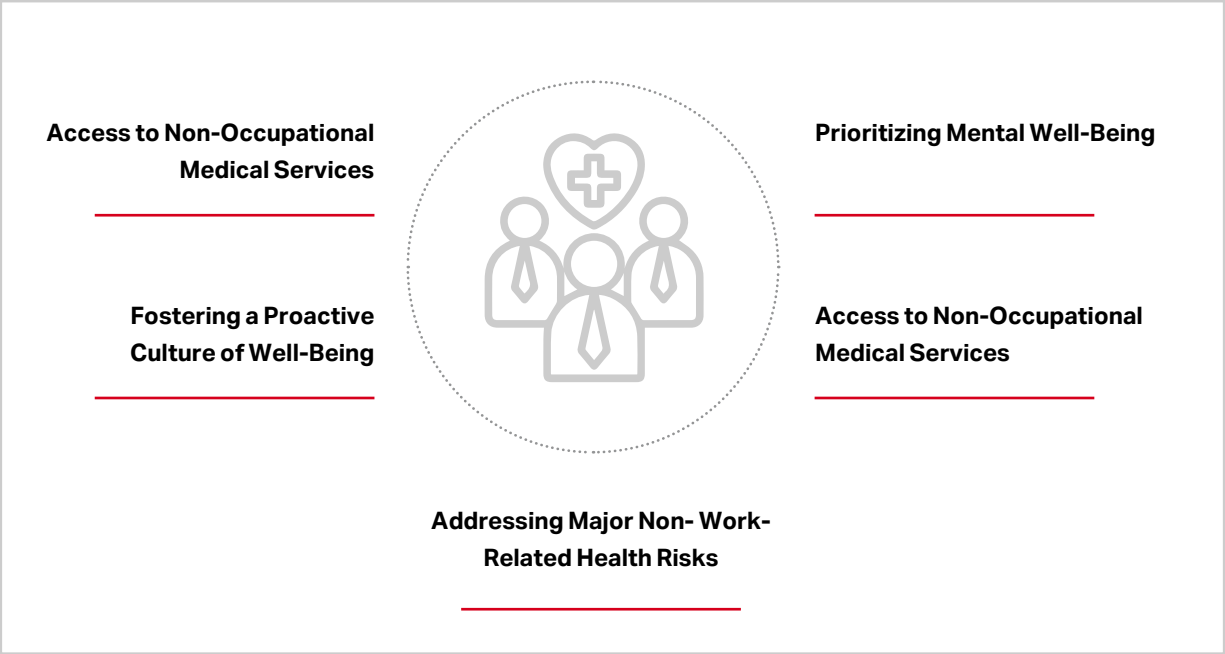 Access to Non-Occupational
Medical Services
Prioritizing Mental Well-Being
Fostering a Proactive
Culture of Well-Being
Access to Non-Occupational
Medical Services
Addressing Major Non- Work-
Related Health Risks